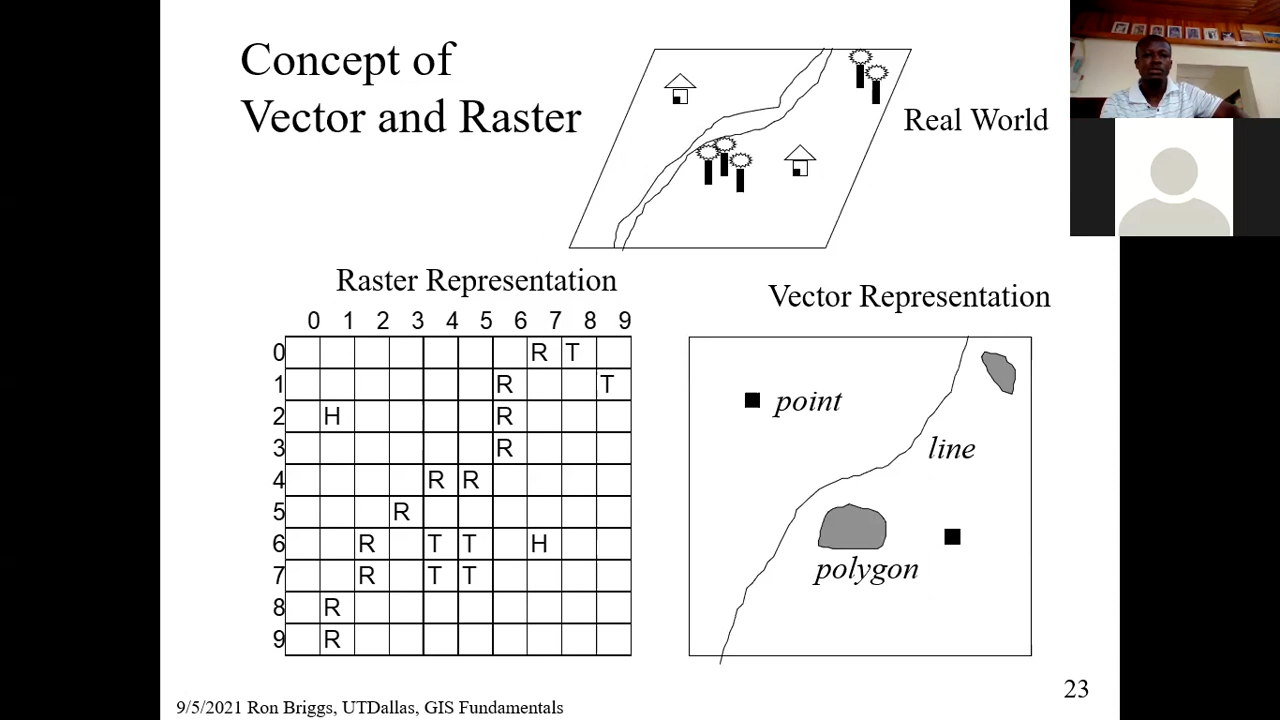 Concept of
Vector and Raster
Real World
Raster Representation
0 1 2 3 4 5 6 7 8 9
0 R T
1 R T
2 H R
3 R
4 R R
5 R
6 R T T H
7 R T T
8 R
9 R
Vector Representation
point
line
polygon
23
9/5/2021 Ron Briggs, UTDallas, GIS Fundamentals